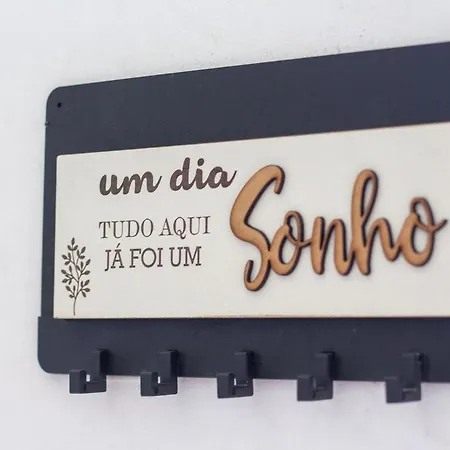 um dia
TUDO AQUI
JÁ FOI UM
Sonho